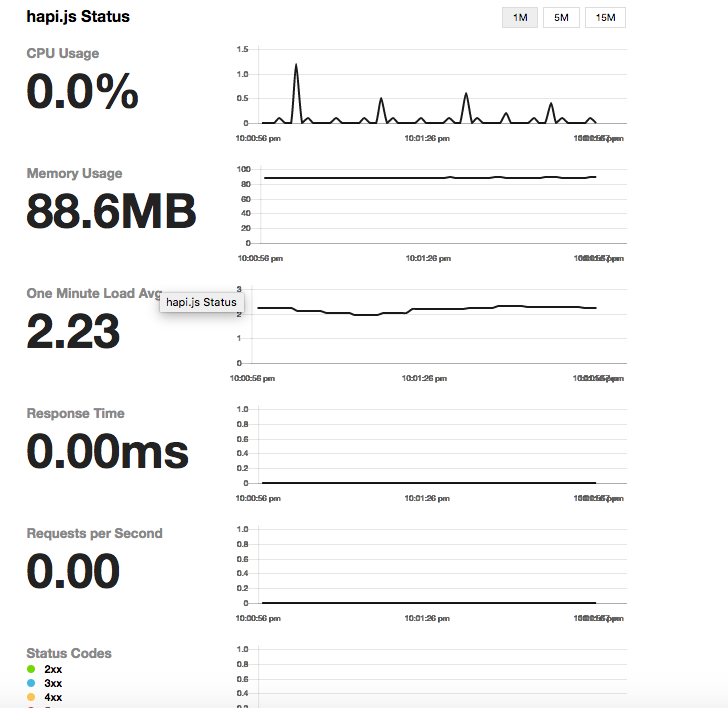 hapi.js Status
1M 5M 15M
CPU Usage
0.0%
1.5
1.0
0.5
0
10:00:56 pm 10:01:26 pm
Memory Usage
88.6MB
100
80
60
40
20
0
10:00:56 pm 10:01:26 pm
One Minute Load Avg
hapi.js Status
2.23
3
2
1
0
10:00:56 pm 10:01:26 pm
Response Time
0.00ms
1.0
0.8
0.6
0.4
0.2
0
10:00:56 pm 10:01:26 pm
Requests per Second
0.00
1.0
0.8
0.6
0.4
0.2
0
10:00:56 pm 10:01:26 pm
Status Codes
2xx
3xx
4xx
1.0
0.8
0.6
0.4